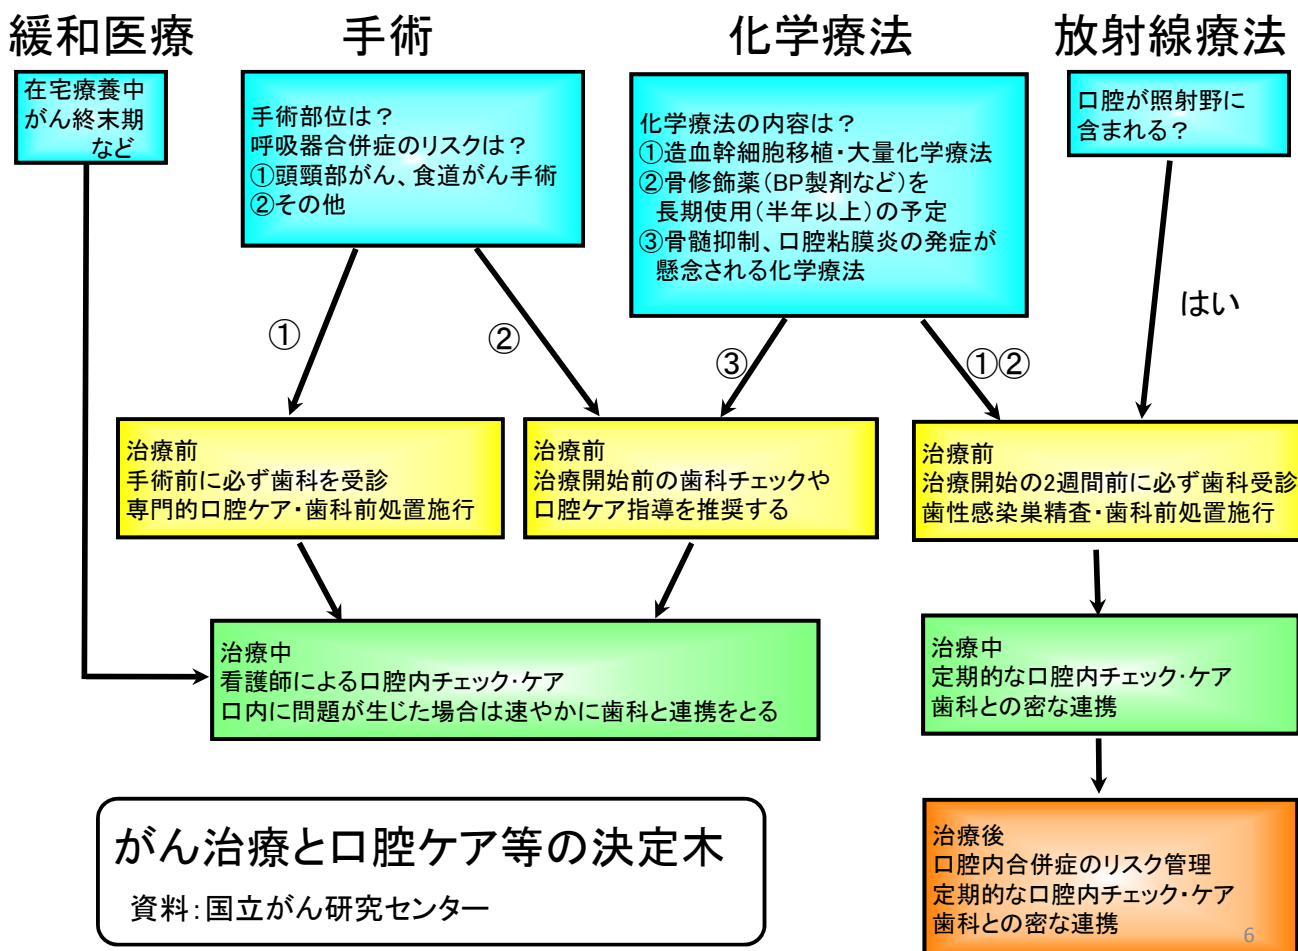 緩和医療
手術
化学療法
放射線療法
在宅療養中
がん終末期
など
手術部位は?
呼吸器合併症のリスクは?
①頭頸部がん、食道がん手術
②その他
化学療法の内容は?
①造血幹細胞移植・大量化学療法
②骨修飾薬(BP製剤など)を
長期使用(半年以上)の予定
③骨髄抑制、口腔粘膜炎の発症が
懸念される化学療法
口腔が照射野に
含まれる?
①
②
③
①②
はい
治療前
手術前に必ず歯科を受診
専門的口腔ケア・歯科前処置施行
治療前
治療開始前の歯科チェックや
口腔ケア指導を推奨する
治療前
治療開始の2週間前に必ず歯科受診
歯性感染巣精査・歯科前処置施行
治療中
看護師による口腔内チェック・ケア
口内に問題が生じた場合は速やかに歯科と連携をとる
治療中
定期的な口腔内チェック・ケア
歯科との密な連携
治療後
口腔内合併症のリスク管理
定期的な口腔内チェック・ケア
歯科との密な連携
がん治療と口腔ケア等の決定木
資料:国立がん研究センター
6